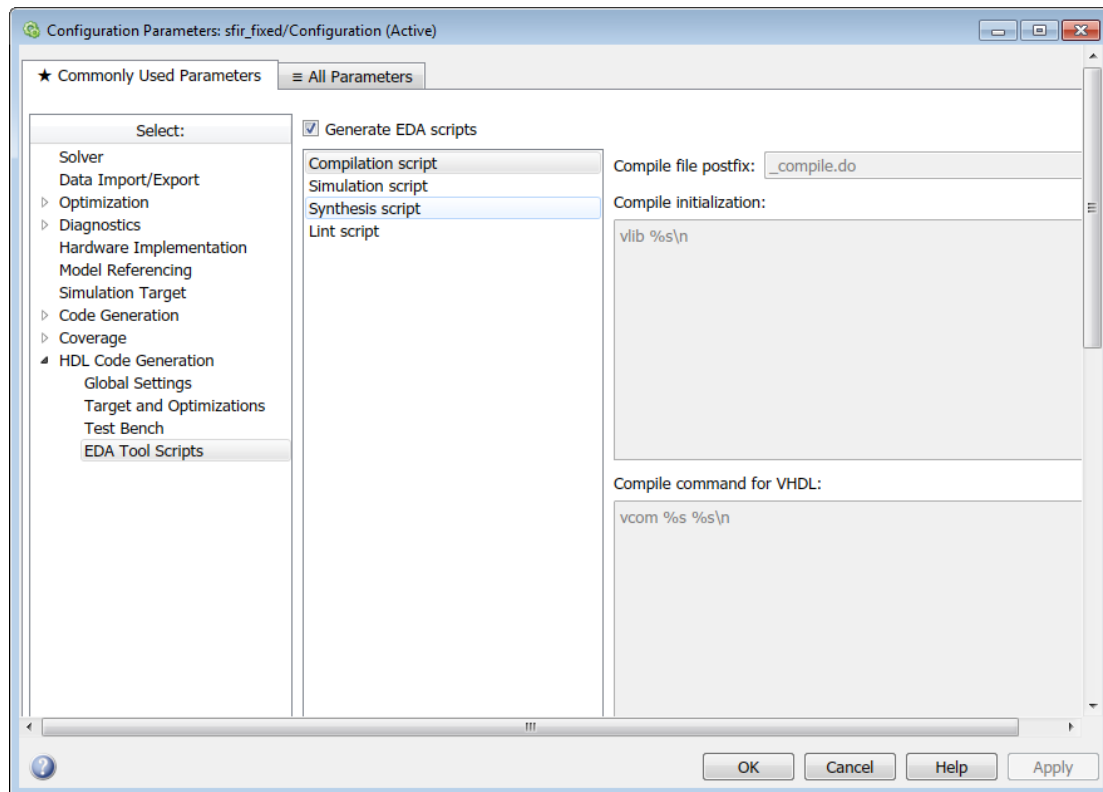 Configuration Parameters: sfir_fixed/Configuration (Active)
★ Commonly Used Parameters
≡ All Parameters
Select:
Solver
Data Import/Export
Optimization
Diagnostics
Hardware Implementation
Model Referencing
Simulation Target
Code Generation
Coverage
HDL Code Generation
Global Settings
Target and Optimizations
Test Bench
EDA Tool Scripts
Generate EDA scripts
Compilation script
Simulation script
Synthesis script
Lint script
Compile file postfix: _compile.do
Compile initialization:
vlib %s\n
Compile command for VHDL:
vcom %s %s\n
OK
Cancel
Help
Apply